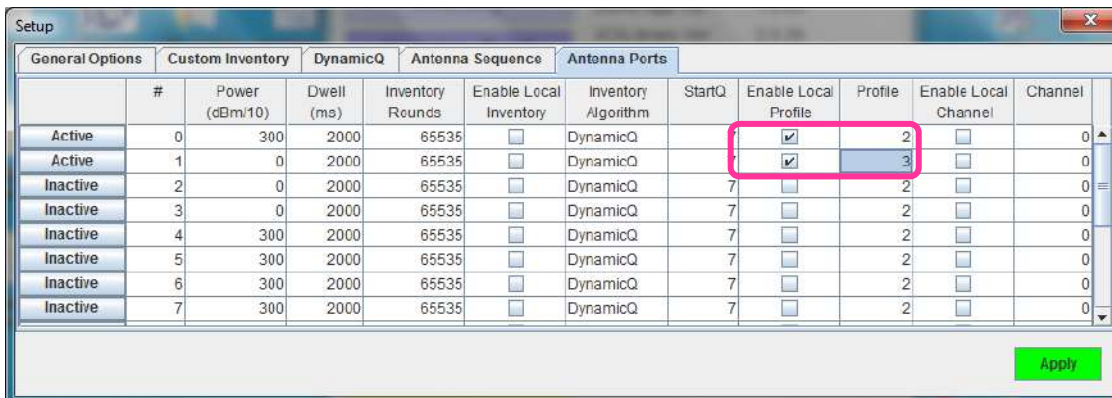 Setup
General Options Custom Inventory DynamicQ Antenna Sequence Antenna Ports
# Power (dBm/10) Dwell (ms) Inventory Rounds Enable Local Inventory Inventory Algorithm StartQ Enable Local Profile Profile Enable Local Channel Channel
Active 0 300 2000 65535 DynamicQ 7 2 0
Active 1 0 2000 65535 DynamicQ 7 3 0
Inactive 2 0 2000 65535 DynamicQ 7 2 0
Inactive 3 0 2000 65535 DynamicQ 7 2 0
Inactive 4 300 2000 65535 DynamicQ 7 2 0
Inactive 5 300 2000 65535 DynamicQ 7 2 0
Inactive 6 300 2000 65535 DynamicQ 7 2 0
Inactive 7 300 2000 65535 DynamicQ 7 2 0
Apply